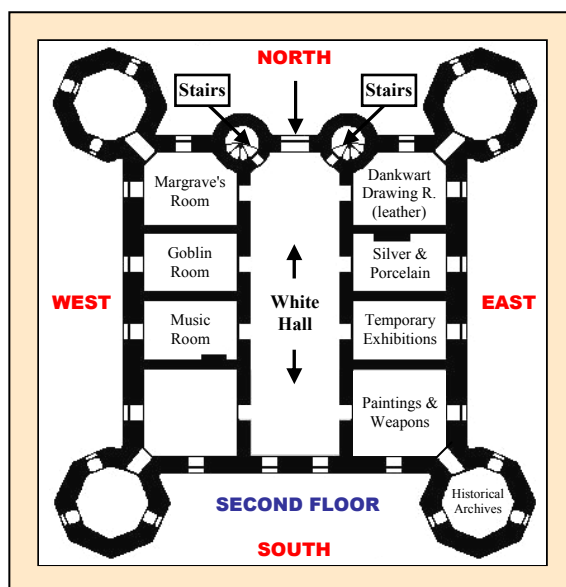 NORTH
Stairs
Stairs
Margrave's
Room
Dankwart
Drawing R.
(leather)
Goblin
Room
Silver &
Porcelain
WEST
White
Hall
EAST
Music
Room
Temporary
Exhibitions
Paintings &
Weapons
Historical
Archives
SECOND FLOOR
SOUTH